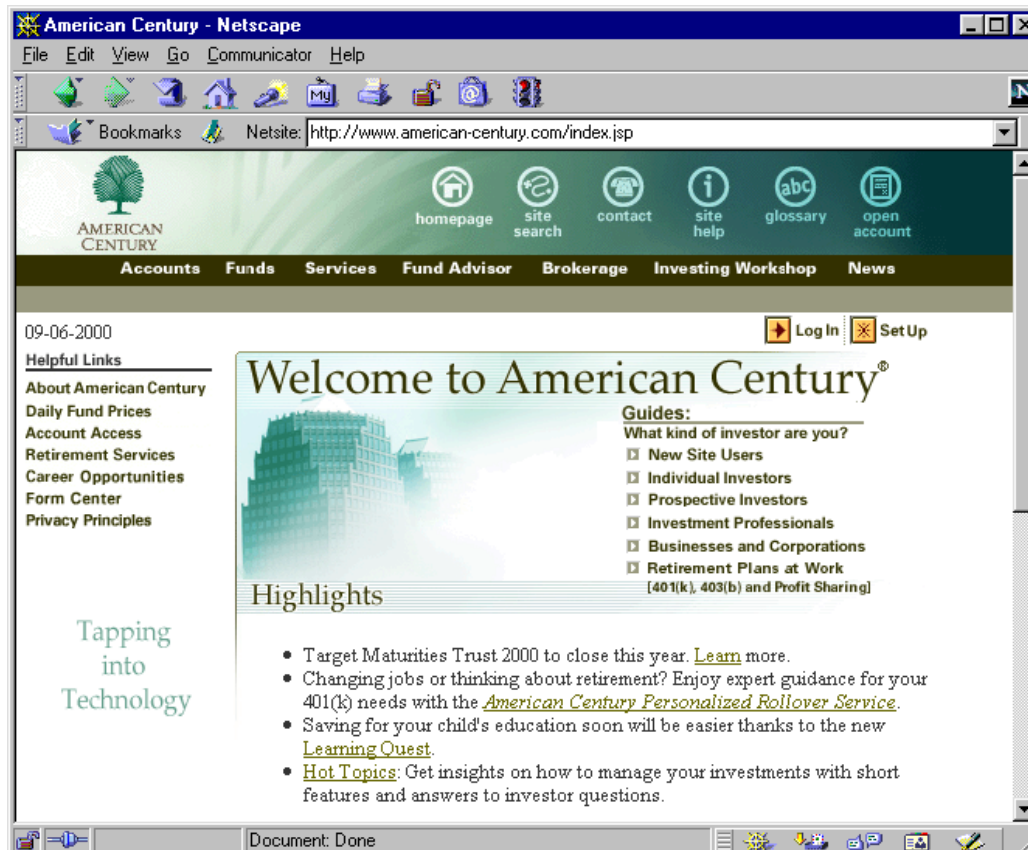 American Century - Netscape
File Edit View Go Communicator Help
My
N
Bookmarks Netsite: http://www.american-century.com/index.jsp
AMERICAN
CENTURY
homepage
site
search
contact
site
help
abc
glossary
open
account
Accounts Funds Services Fund Advisor Brokerage Investing Workshop News
09-06-2000
Log In Set Up
Helpful Links
About American Century
Daily Fund Prices
Account Access
Retirement Services
Career Opportunities
Form Center
Privacy Principles
Tapping
into
Technology
Welcome to American Century®
Guides:
What kind of investor are you?
New Site Users
Individual Investors
Prospective Investors
Investment Professionals
Businesses and Corporations
Retirement Plans at Work
[401(k), 403(b) and Profit Sharing]
Highlights
Target Maturities Trust 2000 to close this year. Learn more.
Changing jobs or thinking about retirement? Enjoy expert guidance for your
401(k) needs with the American Century Personalized Rollover Service.
Saving for your child's education soon will be easier thanks to the new
Learning Quest.
Hot Topics: Get insights on how to manage your investments with short
features and answers to investor questions.
Document: Done